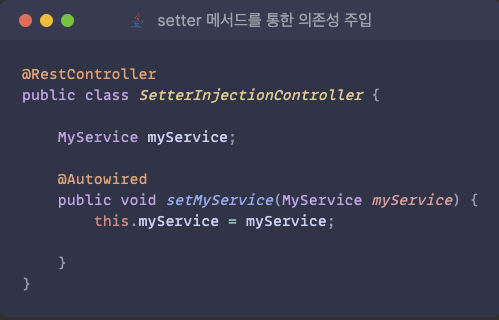 setter 메서드를 통한 의존성 주입
@RestController
public class SetterInjectionController {
MyService myService;
@Autowired
public void setMyService(MyService myService) {
this.myService = myService;
}
}